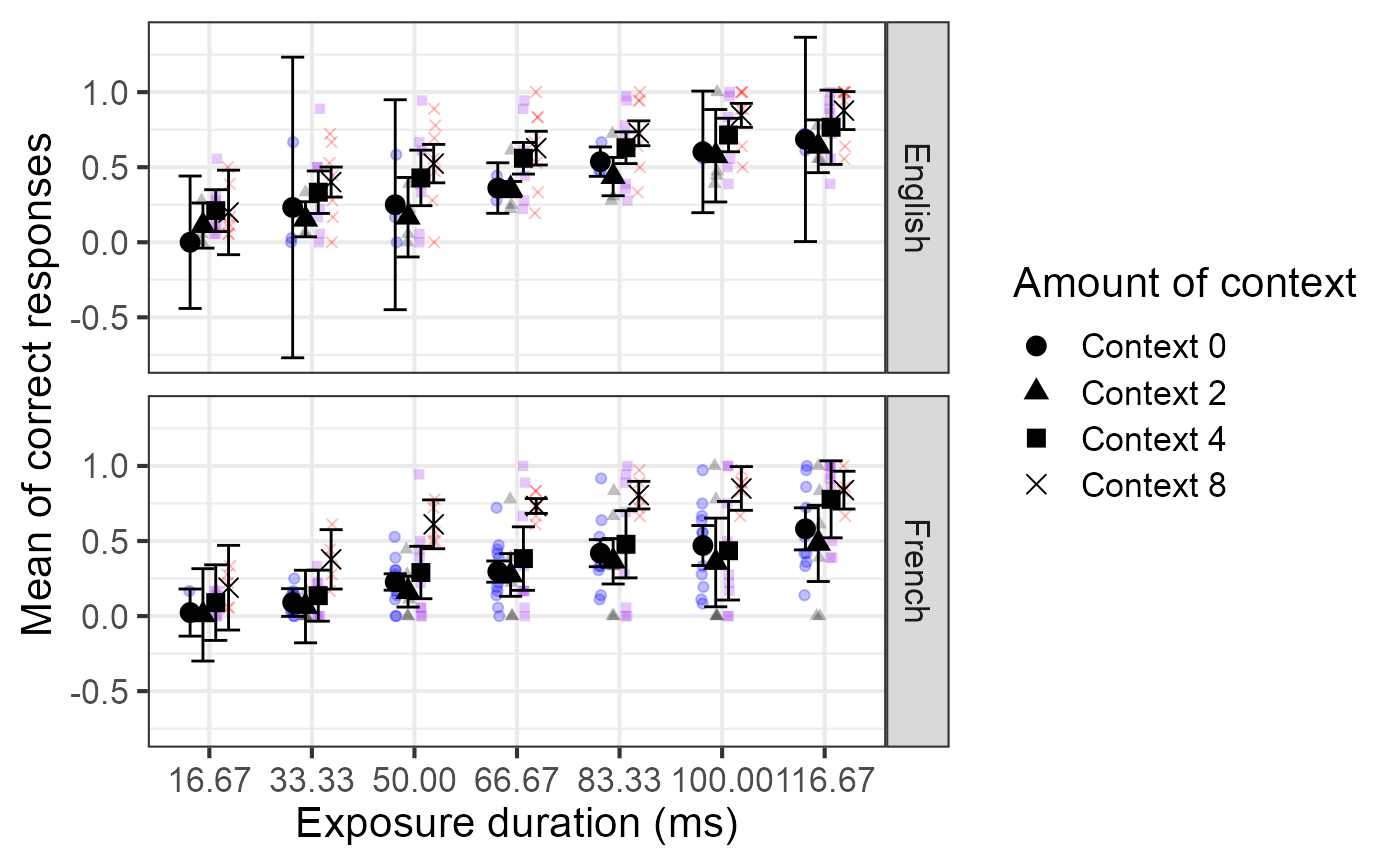 Mean of correct responses
1.0
0.5
0.0
-0.5
English
1.0
0.5
0.0
-0.5
French
16.67 33.33 50.00 66.67 83.33 100.00 116.67
Exposure duration (ms)
Amount of context
Context 0
Context 2
Context 4
Context 8